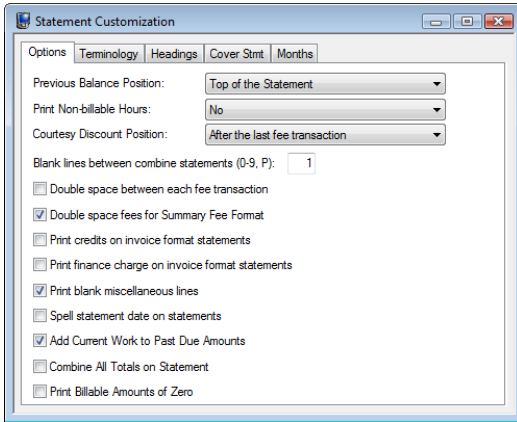 Statement Customization
Options Terminology Headings Cover Stmt Months
Previous Balance Position: Top of the Statement
Print Non-billable Hours: No
Courtesy Discount Position: After the last fee transaction
Blank lines between combine statements (0-9, P): 1
Double space between each fee transaction
Double space fees for Summary Fee Format
Print credits on invoice format statements
Print finance charge on invoice format statements
Print blank miscellaneous lines
Spell statement date on statements
Add Current Work to Past Due Amounts
Combine All Totals on Statement
Print Billable Amounts of Zero